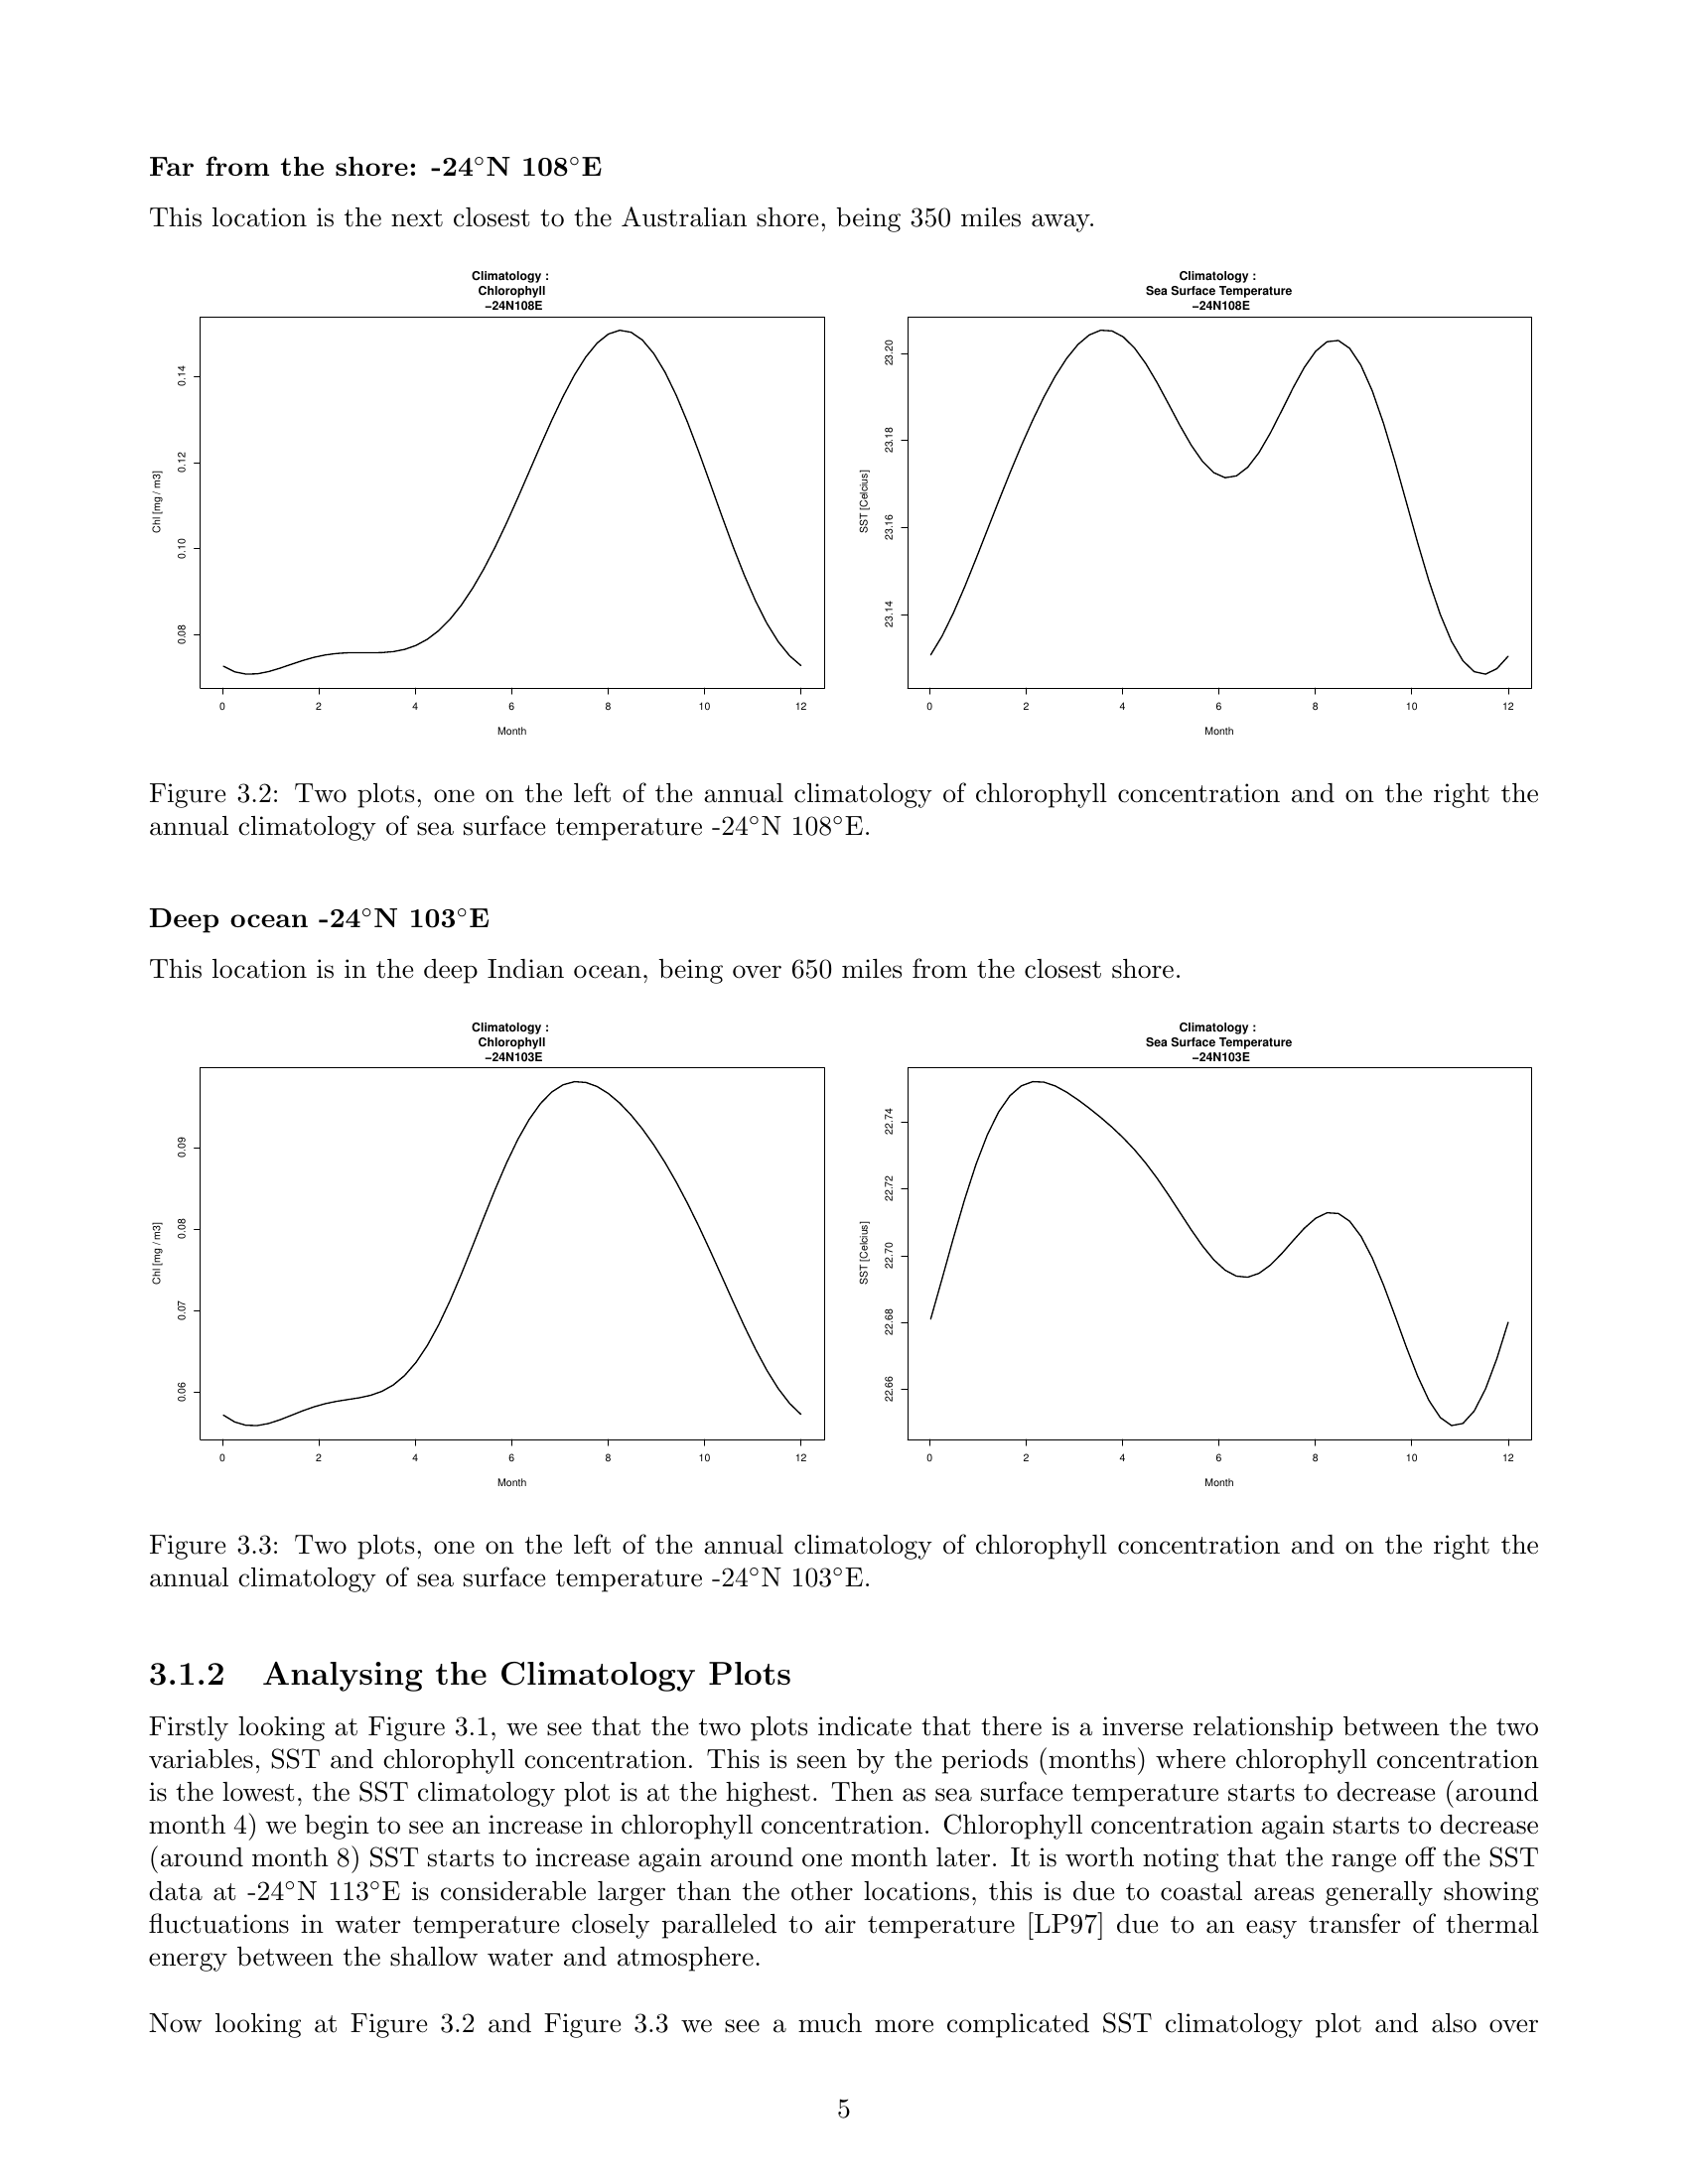 Far from the shore: -24°N 108°E
This location is the next closest to the Australian shore, being 350 miles away.
Climatology :
Chlorophyll
−24N108E
Chl [mg / m3]
0.14
0.12
0.10
0.08
0 2 4 6 8 10 12
Month
Climatology :
Sea Surface Temperature
−24N108E
SST [Celcius]
23.20
23.18
23.16
23.14
0 2 4 6 8 10 12
Month
Figure 3.2: Two plots, one on the left of the annual climatology of chlorophyll concentration and on the right the
annual climatology of sea surface temperature -24°N 108°E.
Deep ocean -24°N 103°E
This location is in the deep Indian ocean, being over 650 miles from the closest shore.
Climatology :
Chlorophyll
−24N103E
Chl [mg / m3]
0.09
0.08
0.07
0.06
0 2 4 6 8 10 12
Month
Climatology :
Sea Surface Temperature
−24N103E
SST [Celcius]
22.74
22.72
22.70
22.68
22.66
0 2 4 6 8 10 12
Month
Figure 3.3: Two plots, one on the left of the annual climatology of chlorophyll concentration and on the right the
annual climatology of sea surface temperature -24°N 103°E.
3.1.2 Analysing the Climatology Plots
Firstly looking at Figure 3.1, we see that the two plots indicate that there is a inverse relationship between the two
variables, SST and chlorophyll concentration. This is seen by the periods (months) where chlorophyll concentration
is the lowest, the SST climatology plot is at the highest. Then as sea surface temperature starts to decrease (around
month 4) we begin to see an increase in chlorophyll concentration. Chlorophyll concentration again starts to decrease
(around month 8) SST starts to increase again around one month later. It is worth noting that the range off the SST
data at -24°N 113°E is considerable larger than the other locations, this is due to coastal areas generally showing
fluctuations in water temperature closely paralleled to air temperature [LP97] due to an easy transfer of thermal
energy between the shallow water and atmosphere.
Now looking at Figure 3.2 and Figure 3.3 we see a much more complicated SST climatology plot and also over
5